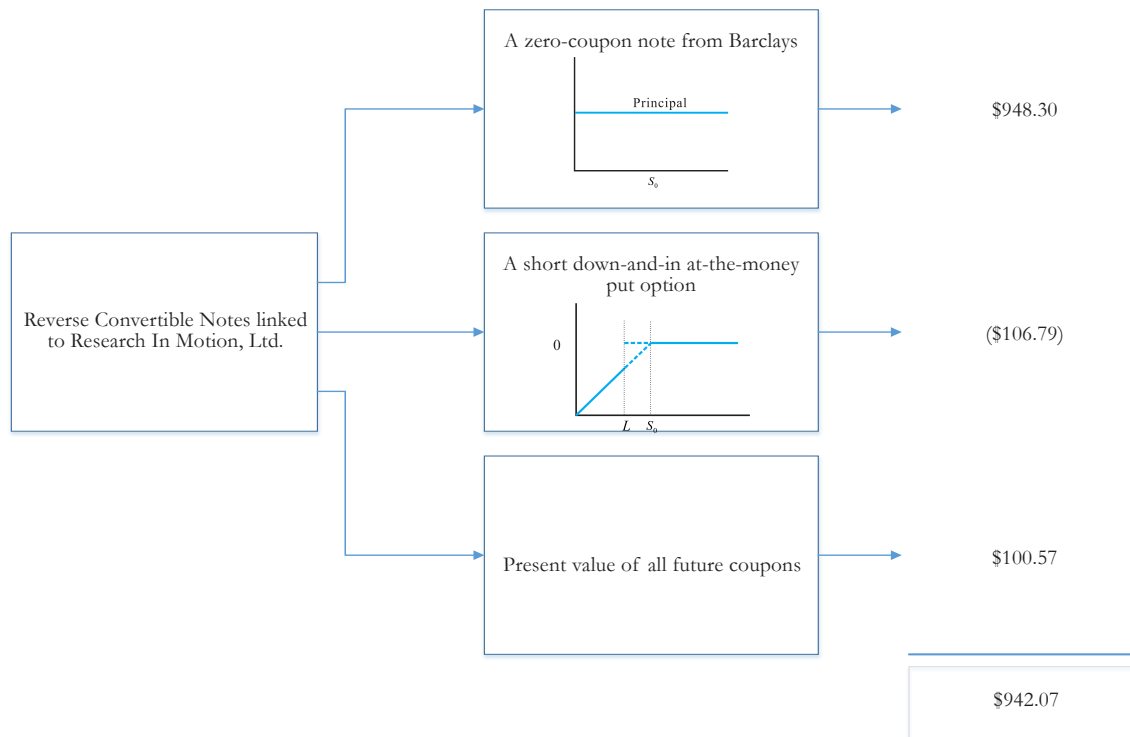 A zero-coupon note from Barclays
Principal
S₀
$948.30
Reverse Convertible Notes linked
to Research In Motion, Ltd.
A short down-and-in at-the-money
put option
0
L S₀
($106.79)
Present value of all future coupons
$100.57
$942.07